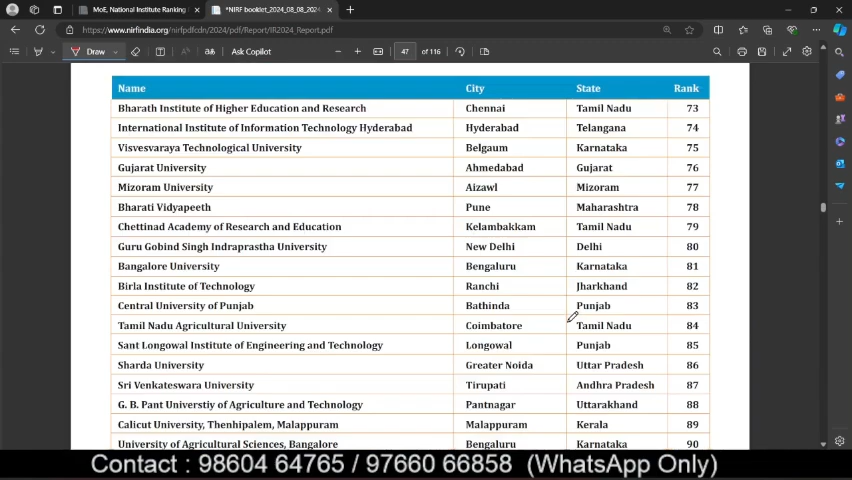 MoE, National Institute Ranking
*NIRF booklet_2024_08_08_2024
https://www.nirfindia.org/nirfpdfcdn/2024/pdf/Report/IR2024_Report.pdf
Draw
Ask Copilot
47
of 116
Name City State Rank
Bharath Institute of Higher Education and Research Chennai Tamil Nadu 73
International Institute of Information Technology Hyderabad Hyderabad Telangana 74
Visvesvaraya Technological University Belgaum Karnataka 75
Gujarat University Ahmedabad Gujarat 76
Mizoram University Aizawl Mizoram 77
Bharati Vidyapeeth Pune Maharashtra 78
Chettinad Academy of Research and Education Kelambakkam Tamil Nadu 79
Guru Gobind Singh Indraprastha University New Delhi Delhi 80
Bangalore University Bengaluru Karnataka 81
Birla Institute of Technology Ranchi Jharkhand 82
Central University of Punjab Bathinda Punjab 83
Tamil Nadu Agricultural University Coimbatore Tamil Nadu 84
Sant Longowal Institute of Engineering and Technology Longowal Punjab 85
Sharda University Greater Noida Uttar Pradesh 86
Sri Venkateswara University Tirupati Andhra Pradesh 87
G. B. Pant Universtiy of Agriculture and Technology Pantnagar Uttarakhand 88
Calicut University, Thenhipalem, Malappuram Malappuram Kerala 89
University of Agricultural Sciences, Bangalore Bengaluru Karnataka 90
Contact : 98604 64765 / 97660 66858 (WhatsApp Only)